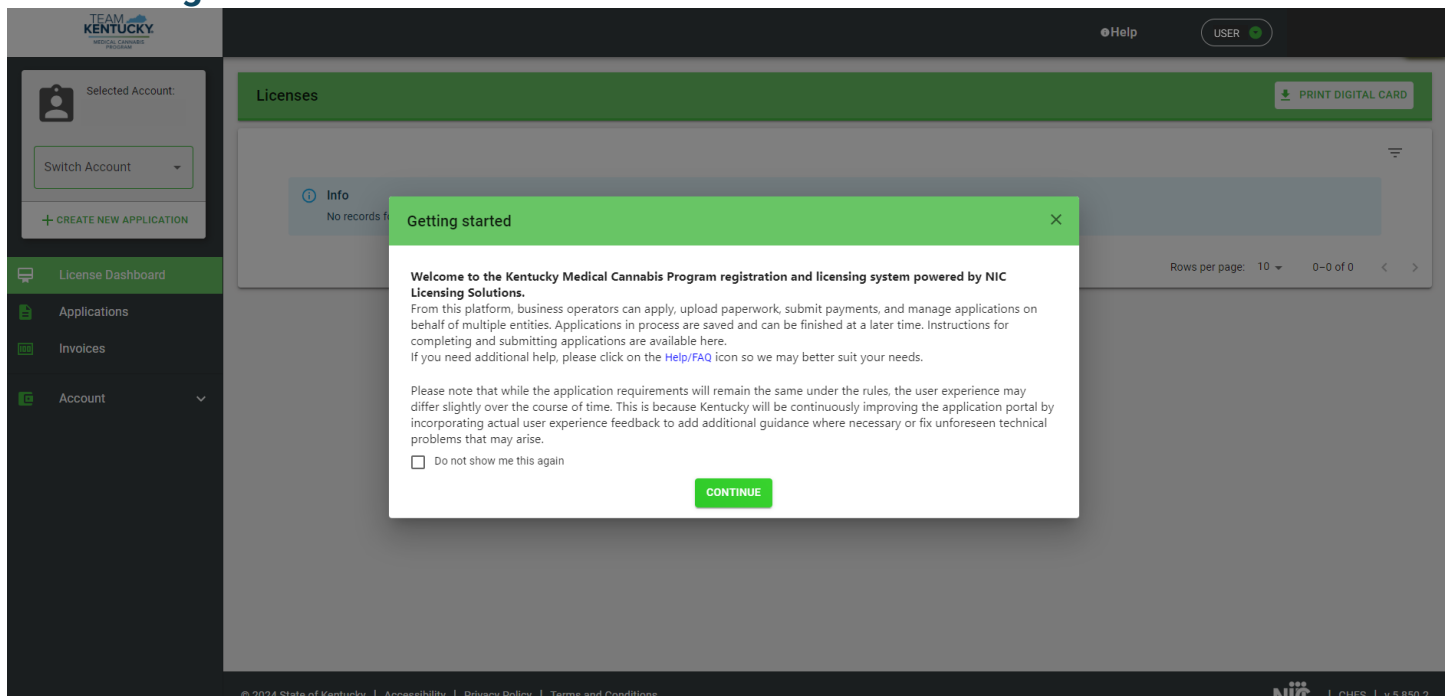 TEAM
KENTUCKY.
MEDICAL CANNABIS
PROGRAM
Help
USER
Selected Account:
Switch Account
+ CREATE NEW APPLICATION
License Dashboard
Applications
Invoices
Account
Licenses
PRINT DIGITAL CARD
Info
No records
Getting started
Welcome to the Kentucky Medical Cannabis Program registration and licensing system powered by NIC
Licensing Solutions.
From this platform, business operators can apply, upload paperwork, submit payments, and manage applications on
behalf of multiple entities. Applications in process are saved and can be finished at a later time. Instructions for
completing and submitting applications are available here.
If you need additional help, please click on the Help/FAQ icon so we may better suit your needs.
Please note that while the application requirements will remain the same under the rules, the user experience may
differ slightly over the course of time. This is because Kentucky will be continuously improving the application portal by
incorporating actual user experience feedback to add additional guidance where necessary or fix unforeseen technical
problems that may arise.
Do not show me this again
CONTINUE
Rows per page: 10 0–0 of 0
© 2024 State of Kentucky | Accessibility | Privacy Policy | Terms and Conditions
| CHFS | v 5.850.2